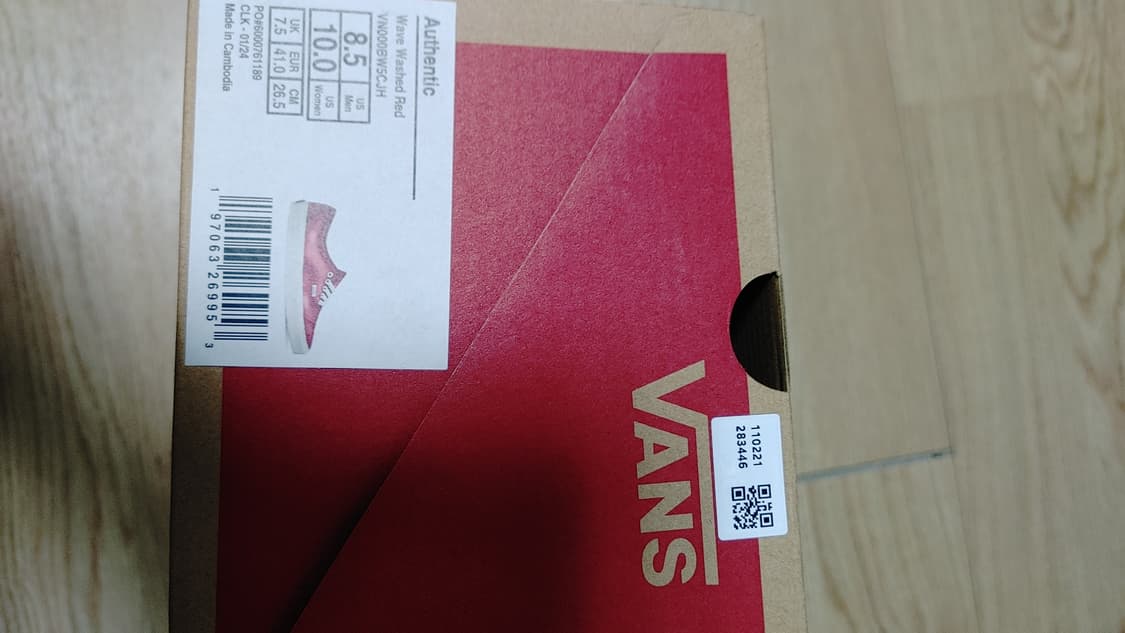 Authentic
Wave Washed Red
VN000BW5CJH
8.5 US Men
10.0 US Women
UK EUR CM
7.5 41.0 26.5
PO#6000761189
CLK - 01/24
Made in Cambodia
1 97063 26995 3
VANS
110221
283446